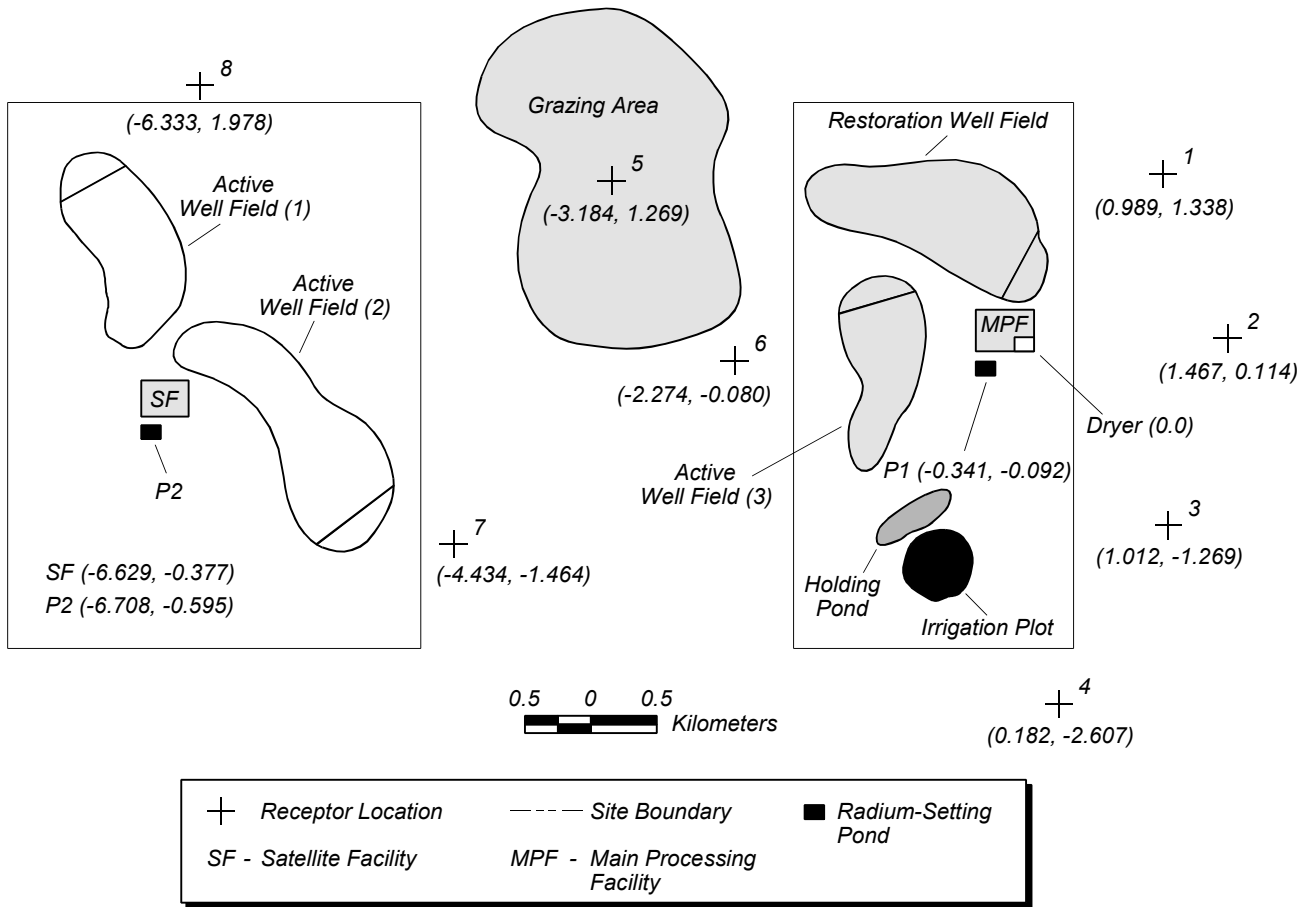 8
(-6.333, 1.978)
Active
Well Field (1)
Active
Well Field (2)
SF
P2
SF (-6.629, -0.377)
P2 (-6.708, -0.595)
7
(-4.434, -1.464)
Grazing Area
5
(-3.184, 1.269)
6
(-2.274, -0.080)
Restoration Well Field
1
(0.989, 1.338)
MPF
2
(1.467, 0.114)
Dryer (0.0)
P1 (-0.341, -0.092)
Active
Well Field (3)
3
(1.012, -1.269)
Holding
Pond
Irrigation Plot
4
(0.182, -2.607)
0.5 0 0.5
Kilometers
Receptor Location
Site Boundary
Radium-Setting
Pond
SF - Satellite Facility
MPF - Main Processing
Facility